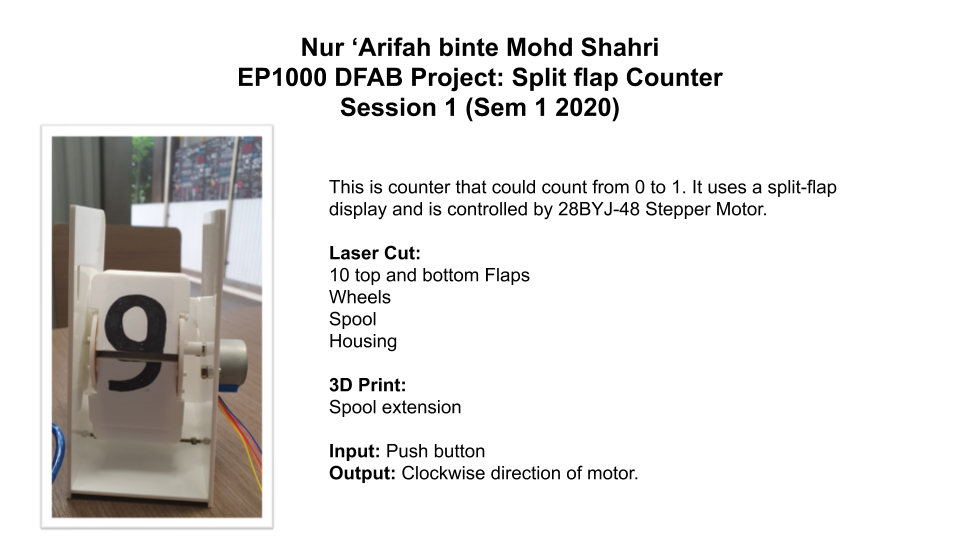 Nur ‘Arifah binte Mohd Shahri
EP1000 DFAB Project: Split flap Counter
Session 1 (Sem 1 2020)
This is counter that could count from 0 to 1. It uses a split-flap
display and is controlled by 28BYJ-48 Stepper Motor.
Laser Cut:
10 top and bottom Flaps
Wheels
Spool
Housing
3D Print:
Spool extension
Input: Push button
Output: Clockwise direction of motor.
9